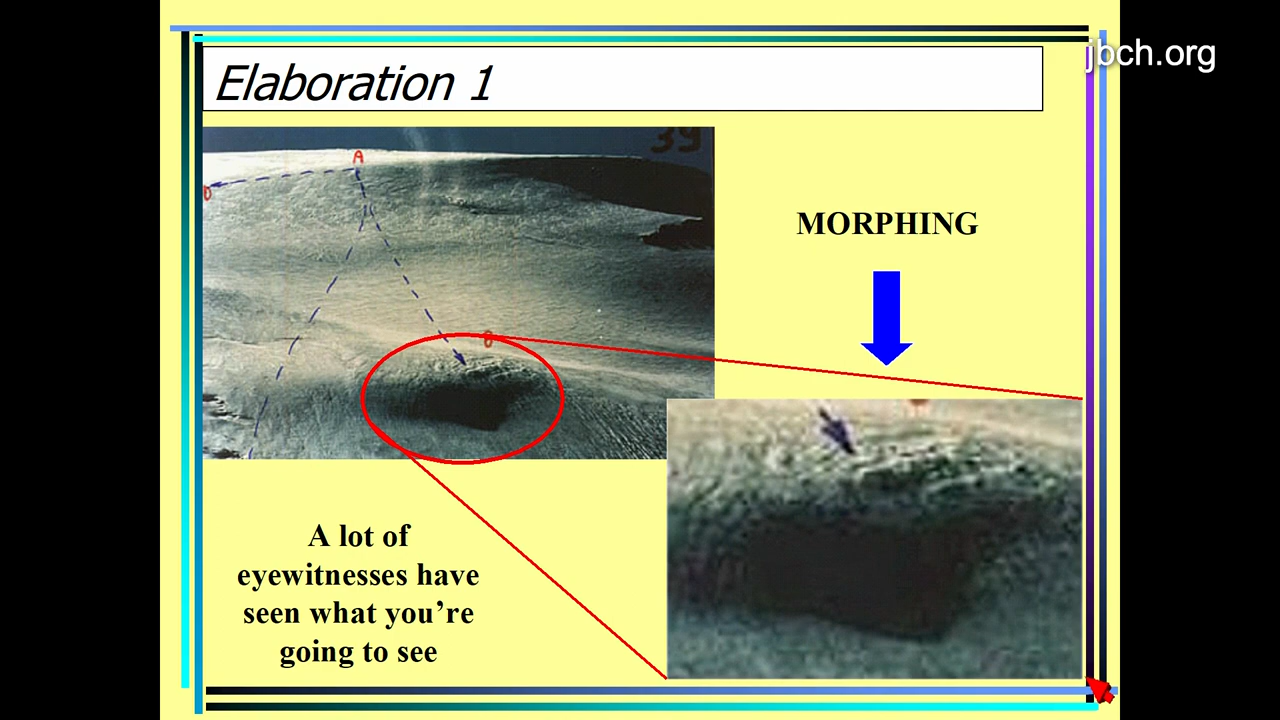 jbch.org
Elaboration 1
39
A
MORPHING
B
A lot of
eyewitnesses have
seen what you’re
going to see